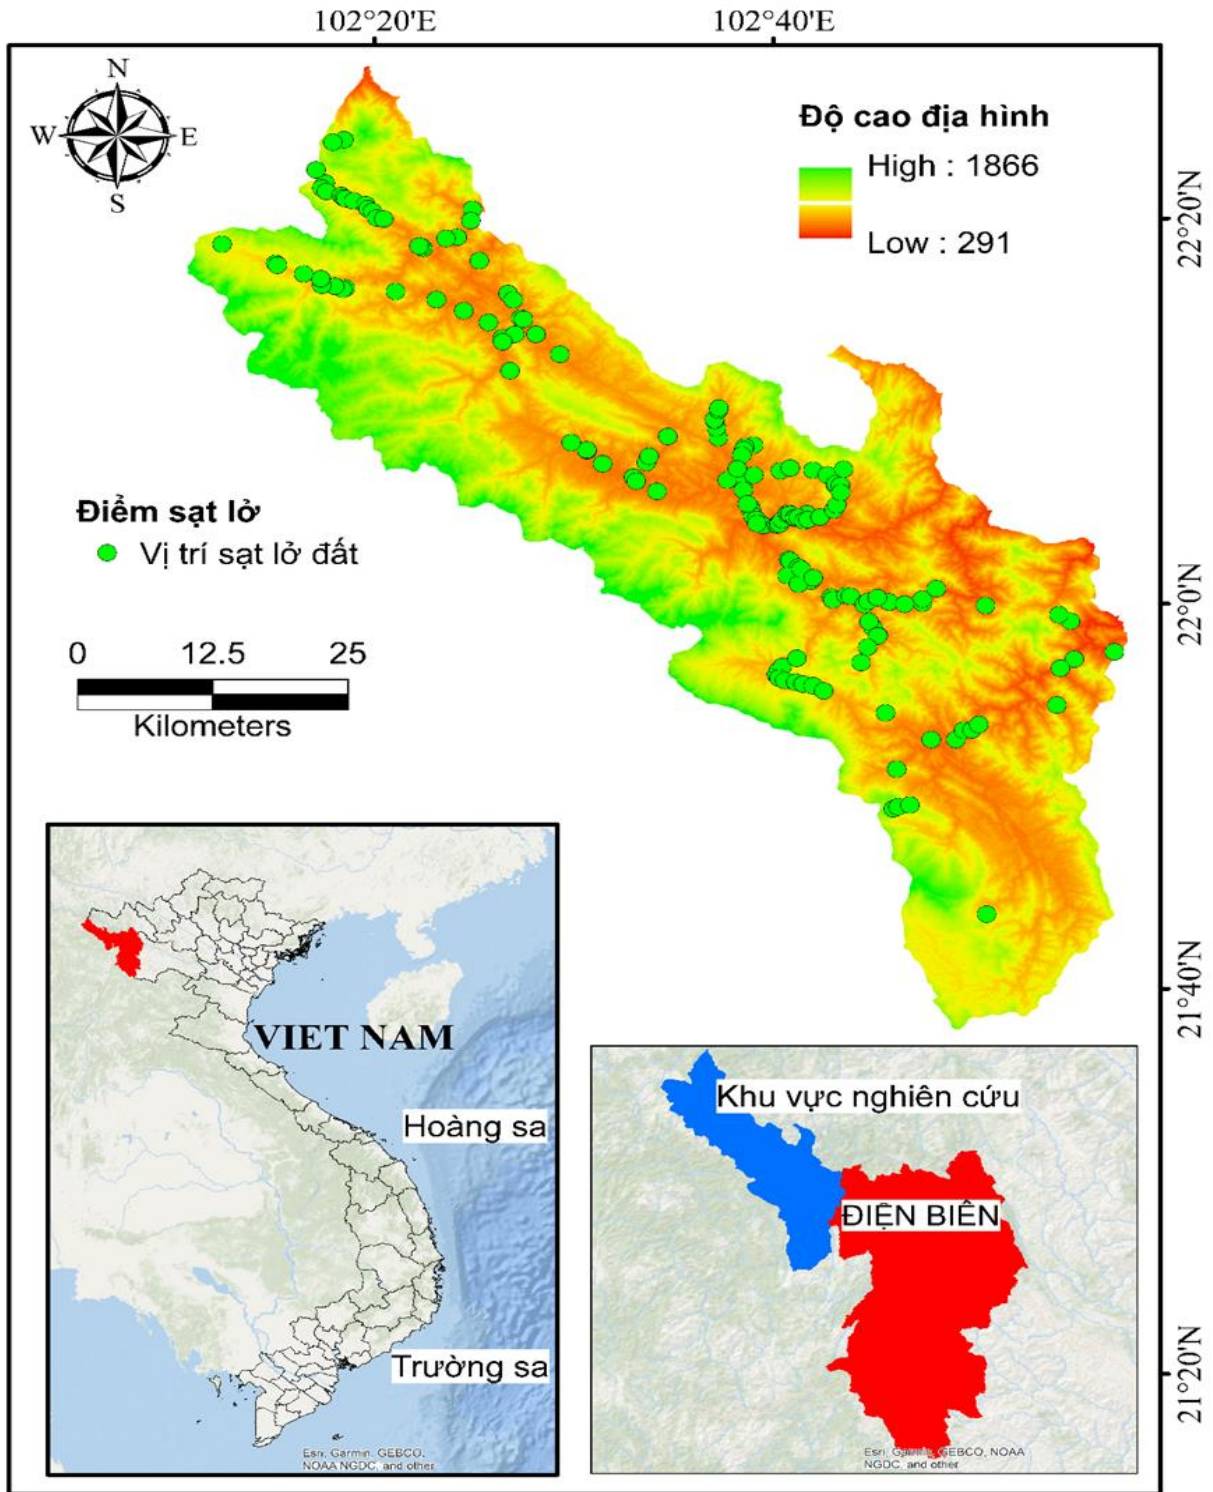 102°20'E
102°40'E
N
W
E
S
Độ cao địa hình
High : 1866
Low : 291
22°20'N
Điểm sạt lở
Vị trí sạt lở đất
22°0'N
0
12.5
25
Kilometers
21°40'N
VIET NAM
Hoàng sa
Trường sa
Esri, Garmin, GEBCO,
NOAA NGDC, and other
Khu vực nghiên cứu
ĐIỆN BIÊN
21°20'N
Esri, Garmin, GEBCO, NOAA
NGDC, and other